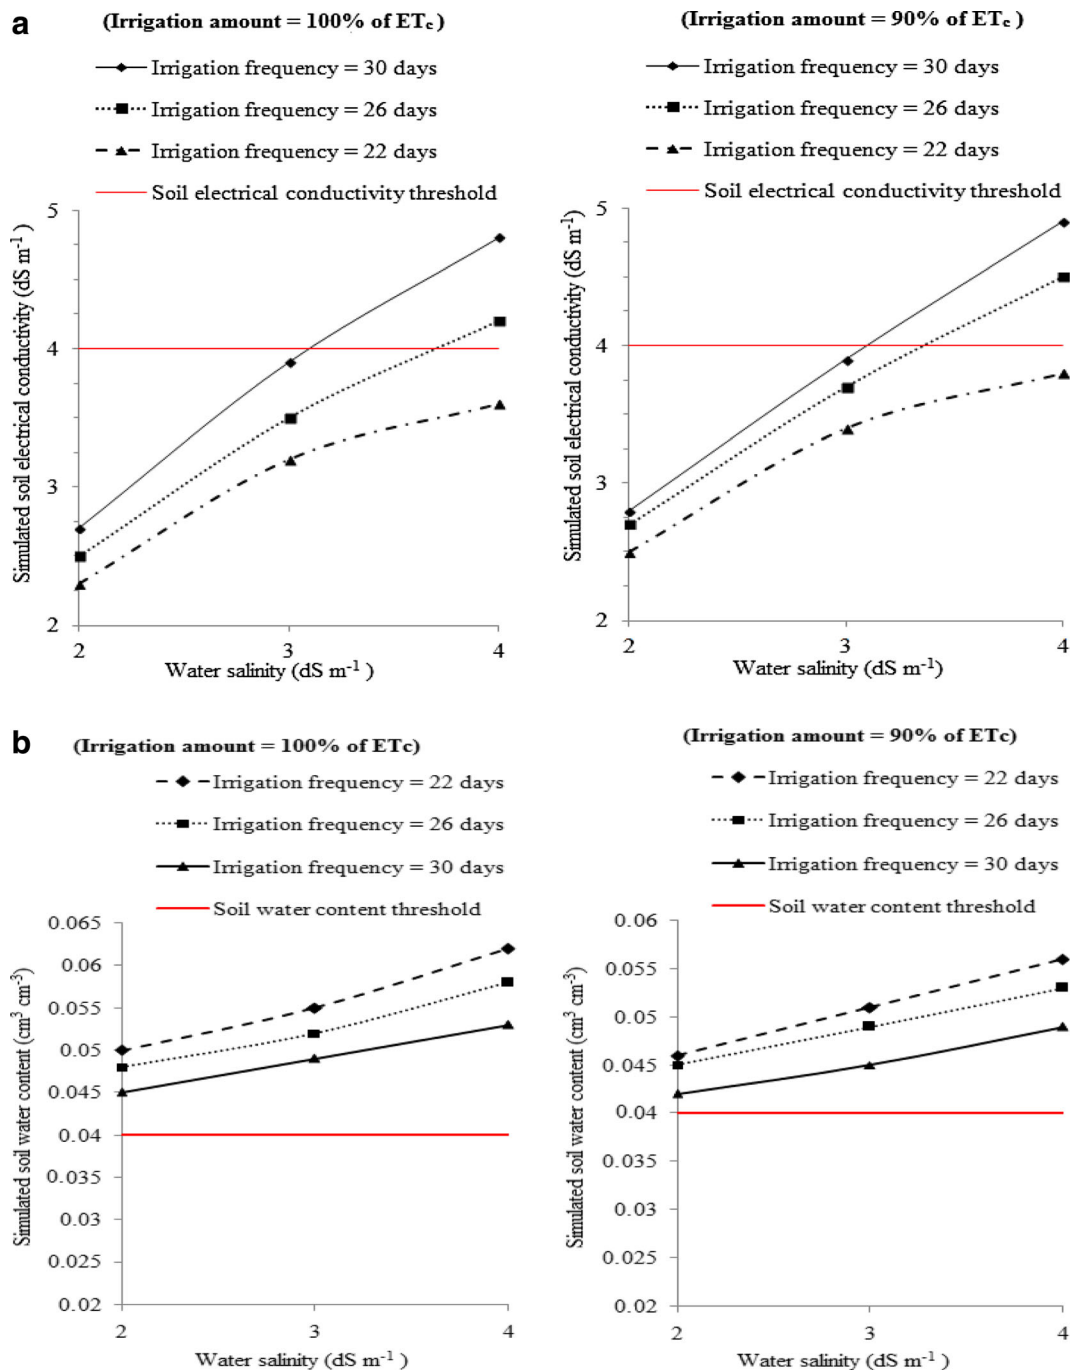 a
(Irrigation amount = 100% of ETc )
Irrigation frequency = 30 days
Irrigation frequency = 26 days
Irrigation frequency = 22 days
Soil electrical conductivity threshold
Simulated soil electrical conductivity (dS m-1 )
5
4
3
2
2
3
4
Water salinity (dS m-1 )
(Irrigation amount = 90% of ETc )
Irrigation frequency = 30 days
Irrigation frequency = 26 days
Irrigation frequency = 22 days
Soil electrical conductivity threshold
Simulated soil electrical conductivity (dS m-1)
5
4
3
2
2
3
4
Water salinity (dS m-1)
b
(Irrigation amount = 100% of ETc)
Irrigation frequency = 22 days
Irrigation frequency = 26 days
Irrigation frequency = 30 days
Soil water content threshold
Simulated soil water content (cm3 cm-3)
0.065
0.06
0.055
0.05
0.045
0.04
0.035
0.03
0.025
0.02
2
3
4
Water salinity (dS m-1 )
(Irrigation amount = 90% of ETc)
Irrigation frequency = 22 days
Irrigation frequency = 26 days
Irrigation frequency = 30 days
Soil water content threshold
Simulated soil water content (cm3 cm-3)
0.06
0.055
0.05
0.045
0.04
0.035
0.03
0.025
0.02
2
3
4
Water salinity (dS m-1 )